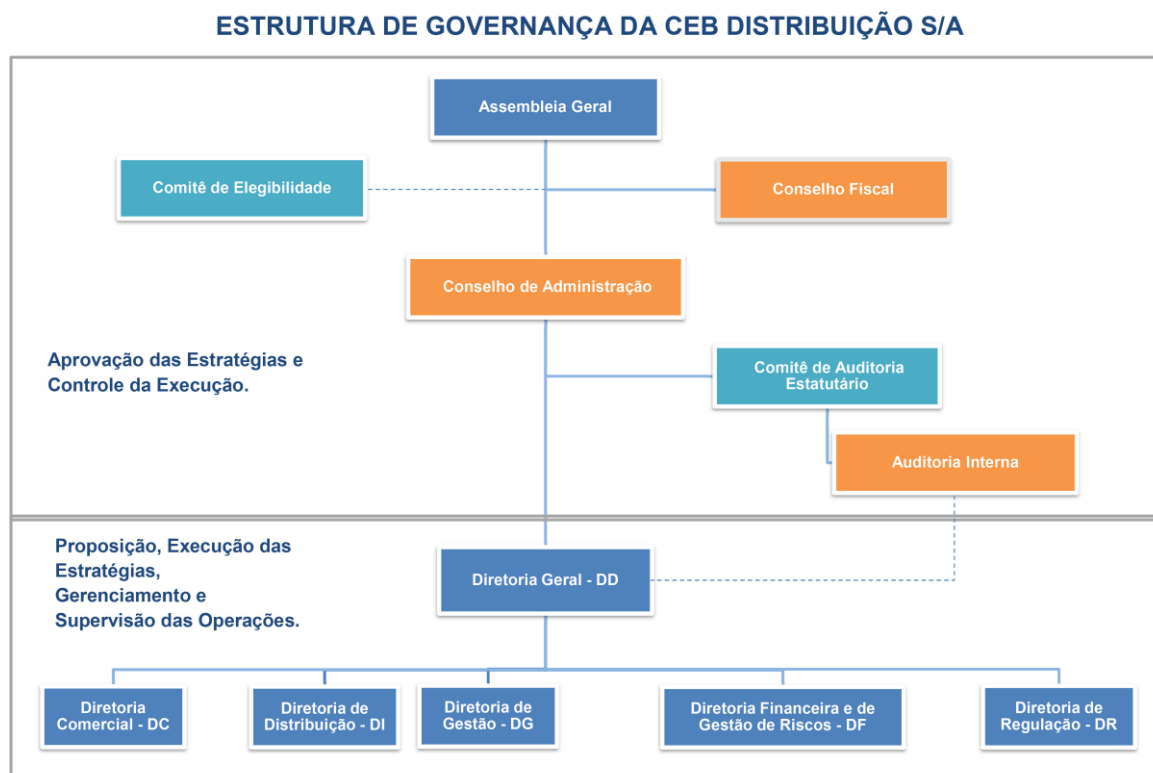 ESTRUTURA DE GOVERNANÇA DA CEB DISTRIBUIÇÃO S/A
Assembleia Geral
Comitê de Elegibilidade
Conselho Fiscal
Conselho de Administração
Aprovação das Estratégias e
Controle da Execução.
Comitê de Auditoria
Estatutário
Auditoria Interna
Proposição, Execução das
Estratégias,
Gerenciamento e
Supervisão das Operações.
Diretoria Geral - DD
Diretoria
Comercial - DC
Diretoria de
Distribuição - DI
Diretoria de
Gestão - DG
Diretoria Financeira e de
Gestão de Riscos - DF
Diretoria de
Regulação - DR